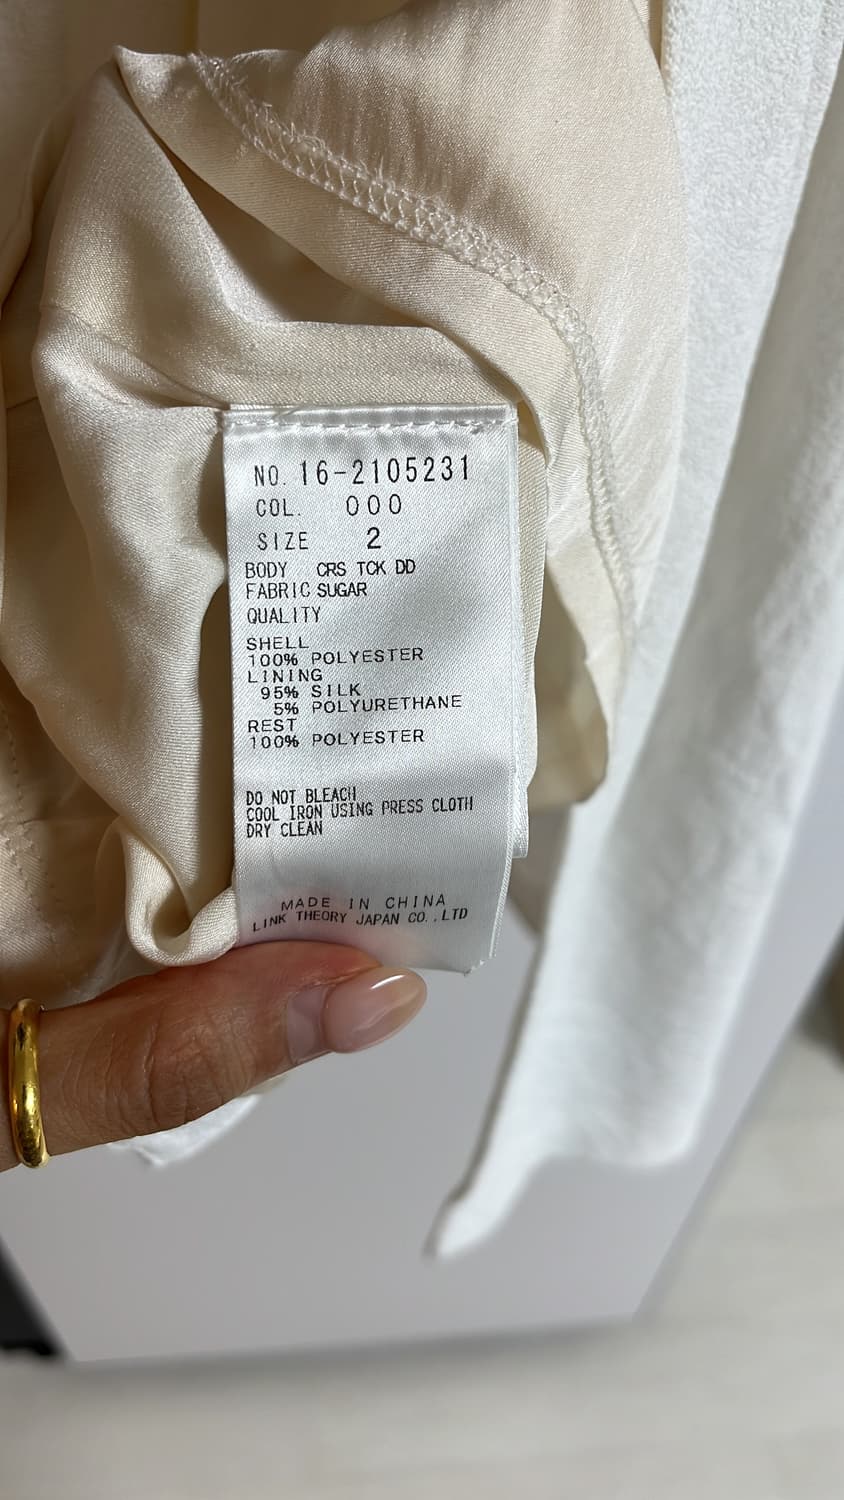 NO. 16-2105231
COL. 000
SIZE 2
BODY CRS TCK DD
FABRIC SUGAR
QUALITY
SHELL
100% POLYESTER
LINING
95% SILK
5% POLYURETHANE
REST
100% POLYESTER
DO NOT BLEACH
COOL IRON USING PRESS CLOTH
DRY CLEAN
MADE IN CHINA
LINK THEORY JAPAN CO.,LTD